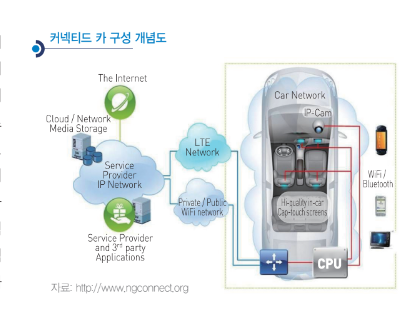 커넥티드 카 구성 개념도
The Internet
Cloud / Network
Media Storage
Service
Provider
IP Network
Service Provider
and 3rd party
Applications
LTE
Network
Private / Public
WiFi network
Car Network
IP-Cam
Hi-quality in-car
Cap-touch screens
WiFi /
Bluetooth
CPU
자료: http://www.ngconnect.org